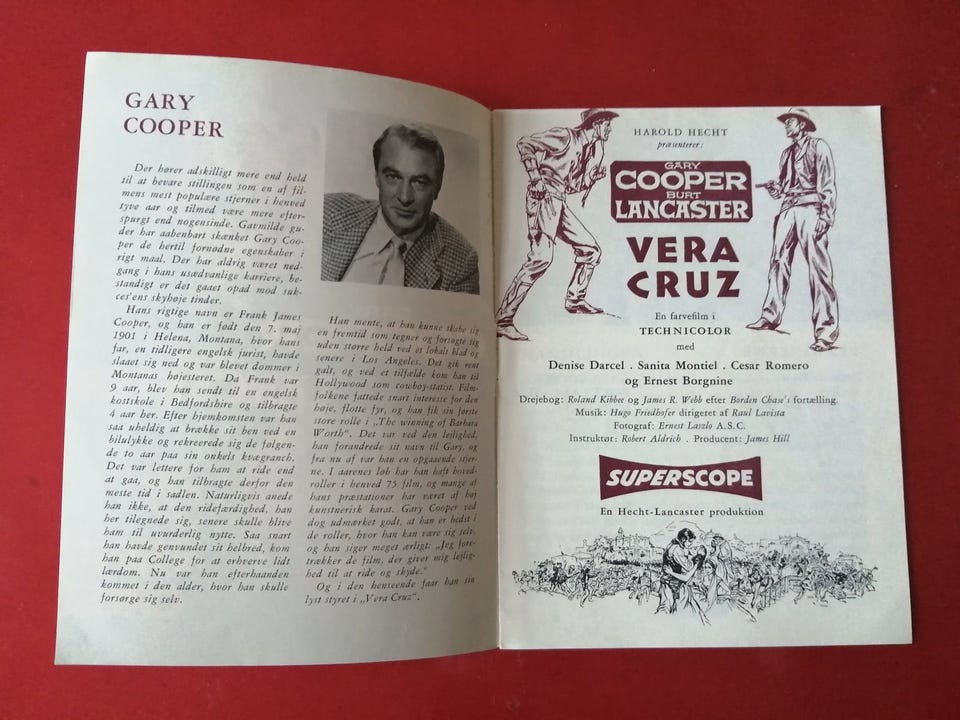 GARY
COOPER
Der hører adskilligt mere end held
til at bevare stillingen som en af fil-
mens mest populære stjerner i henved
tyve aar og tilmed være mere efter-
spurgt end nogensinde. Gavmilde gu-
der har aabenbart skænket Gary Coo-
per de hertil fornødne egenskaber i
rigt maal. Der har aldrig været ned-
gang i hans usædvanlige karriere, be-
standigt er det gaaet opad mod suk-
ces'ens skyhøje tinder.
Hans rigtige navn er Frank James
Cooper, og han er født den 7. maj
1901 i Helena, Montana, hvor hans
far, en tidligere engelsk jurist, havde
slaaet sig ned og var blevet dommer i
Montanas højesteret. Da Frank var
9 aar, blev han sendt til en engelsk
kostskole i Bedfordshire og tilbragte
4 aar her. Efter hjemkomsten var han
saa uheldig at brække sit ben ved en
bilulykke og rekreerede sig de følgen-
de to aar paa sin onkels kvægranch.
Det var lettere for ham at ride end
at gaa, og han tilbragte derfor den
meste tid i sadlen. Naturligvis anede
han ikke, at den ridefærdighed, han
her tilegnede sig, senere skulle blive
ham til uvurderlig nytte. Saa snart
han havde genvundet sit helbred, kom
han paa College for at erhverve lidt
lærdom. Nu var han efterhaanden
kommet i den alder, hvor han skulle
forsørge sig selv.
Han mente, at han kunne skabe sig
en fremtid som tegner og forsøgte sig
uden større held ved et lokalt blad og
senere i Los Angeles. Det gik rent
galt, og ved et tilfælde kom han til
Hollywood som cowboy-statist. Film-
folkene fattede snart interesse for den
høje, flotte fyr, og han fik sin første
store rolle i „The winning of Barbara
Worth“. Det var ved den lejlighed,
han forandrede sit navn til Gary, og
fra nu af var han en opgaaende stjer-
ne. I aarenes løb har han haft hoved-
roller i henved 75 film, og mange af
hans præstationer har været af høj
kunstnerisk karat. Gary Cooper ved
dog udmærket godt, at han er bedst i
de roller, hvor han kan være sig selv,
og han siger meget ærligt: „Jeg fore-
trækker de film, der giver mig lejlig-
hed til at ride og skyde.“
Og i den henseende faar han sin
lyst styret i „Vera Cruz“.
HAROLD HECHT
præsenterer:
GARY
COOPER
BURT
LANCASTER
VERA
CRUZ
En farvefilm i
TECHNICOLOR
med
Denise Darcel . Sanita Montiel . Cesar Romero
og Ernest Borgnine
Drejebog: Roland Kibbee og James R. Webb efter Borden Chase's fortælling.
Musik: Hugo Friedhofer dirigeret af Raul Lavista
Fotograf: Ernest Laszlo A.S.C.
Instruktør: Robert Aldrich . Producent: James Hill
SUPERSCOPE
En Hecht-Lancaster produktion